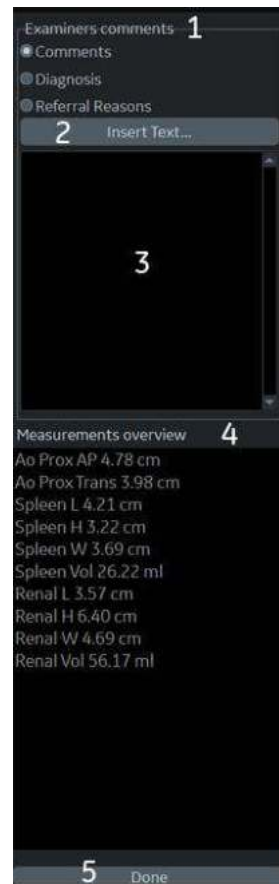 Examiners comments 1
Comments
Diagnosis
Referral Reasons
2 Insert Text...
3
Measurements overview 4
Ao Prox AP 4.78 cm
Ao Prox Trans 3.98 cm
Spleen L 4.21 cm
Spleen H 3.22 cm
Spleen W 3.69 cm
Spleen Vol 26.22 ml
Renal L 3.57 cm
Renal H 6.40 cm
Renal W 4.69 cm
Renal Vol 56.17 ml
5 Done